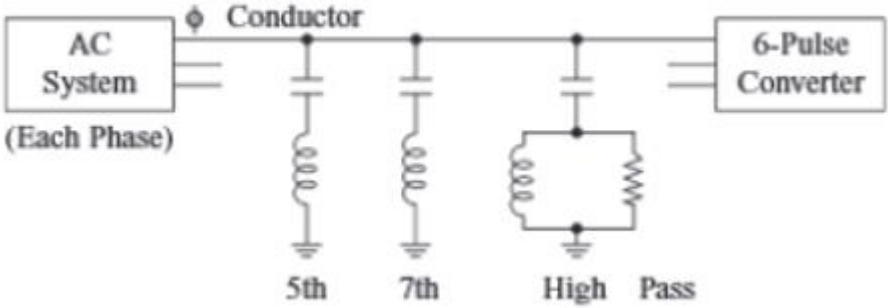 ϕ Conductor
AC
System
(Each Phase)
6-Pulse
Converter
5th
7th
High Pass